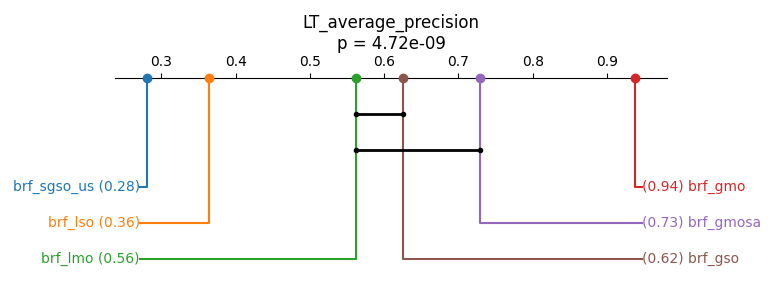 LT_average_precision
p = 4.72e-09
0.3 0.4 0.5 0.6 0.7 0.8 0.9
brf_sgso_us (0.28) (0.94) brf_gmo
brf_lso (0.36) (0.73) brf_gmosa
brf_lmo (0.56) (0.62) brf_gso